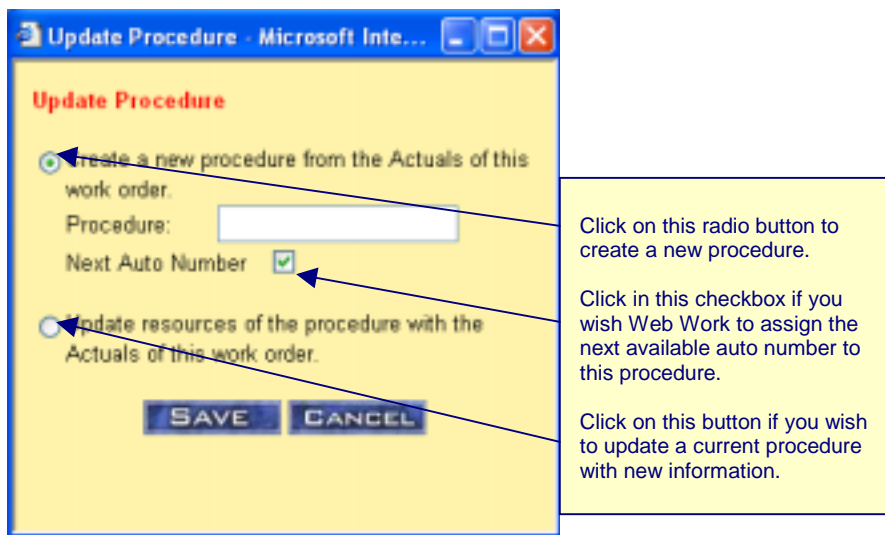 Update Procedure - Microsoft Inte...
Update Procedure
Create a new procedure from the Actuals of this
work order.
Procedure:
Next Auto Number
Update resources of the procedure with the
Actuals of this work order.
SAVE CANCEL
Click on this radio button to
create a new procedure.
Click in this checkbox if you
wish Web Work to assign the
next available auto number to
this procedure.
Click on this button if you wish
to update a current procedure
with new information.